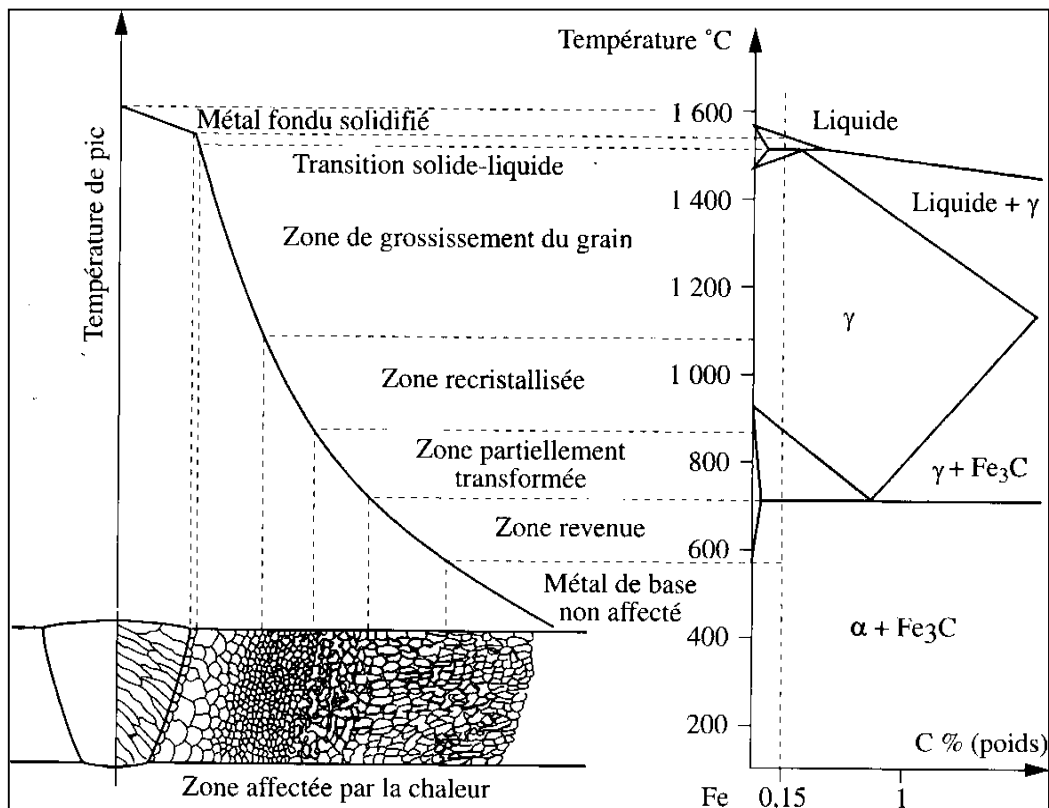 Température °C
Température de pic
1 600
Métal fondu solidifié
Liquide
Transition solide-liquide
1 400
Liquide + γ
Zone de grossissement du grain
1 200
γ
1 000
Zone recristallisée
Zone partiellement
transformée
800
γ + Fe3C
Zone revenue
600
Métal de base
non affecté
α + Fe3C
400
200
C % (poids)
Zone affectée par la chaleur
Fe
0,15
1